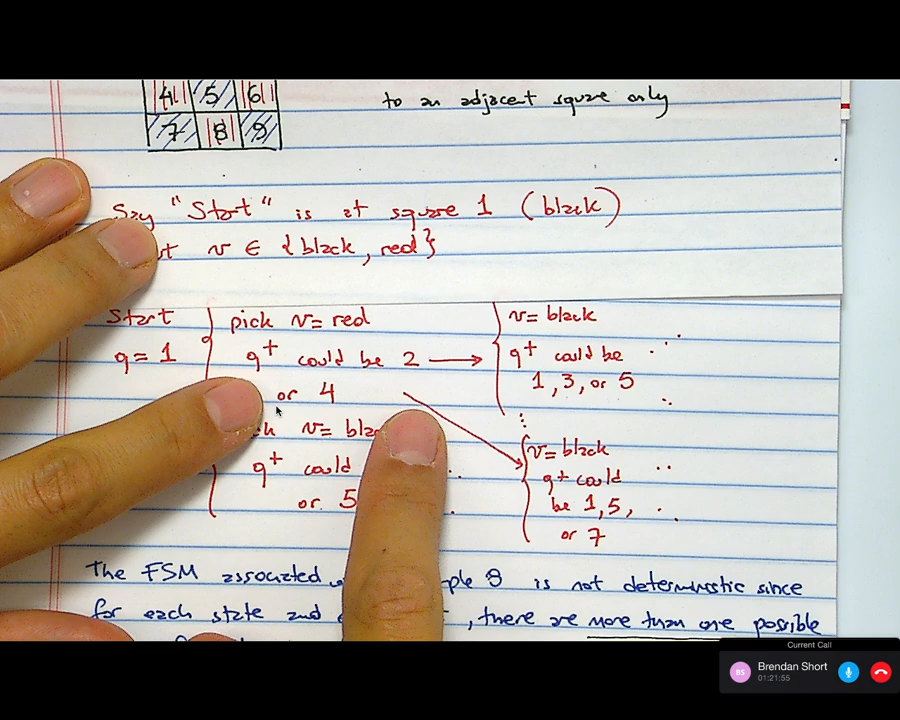 4 5 6
to an adjacent square only
7 8 9
Say "Start" is at square 1 (black)
v ∈ {black, red}
Start
q = 1
pick v = red
q+ could be 2 →
or 4
v = black
q+ could be
1, 3, or 5
v =
q+ could
or 5
v = black
q+ could
be 1, 5,
or 7
The FSM associated 8 is not deterministic since
for each state and , there are more than one possible
Current Call
BS Brendan Short
01:21:55